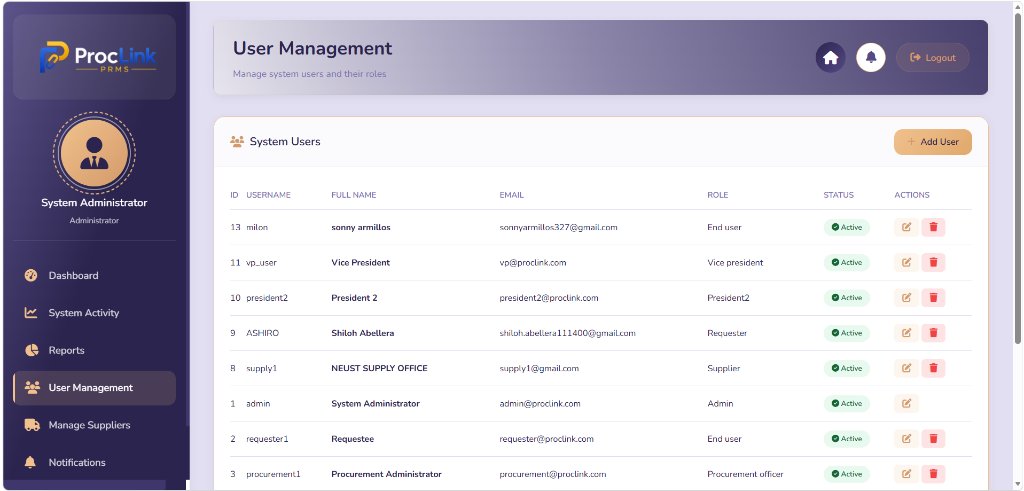 ProcLink
PRMS
System Administrator
Administrator
Dashboard
System Activity
Reports
User Management
Manage Suppliers
Notifications
User Management
Manage system users and their roles
Logout
System Users
+ Add User
ID USERNAME FULL NAME EMAIL ROLE STATUS ACTIONS
13 milon sonny armillos sonnyarmillos327@gmail.com End user Active
11 vp_user Vice President vp@proclink.com Vice president Active
10 president2 President 2 president2@proclink.com President2 Active
9 ASHIRO Shiloh Abellera shiloh.abellera111400@gmail.com Requester Active
8 supply1 NEUST SUPPLY OFFICE supply1@gmail.com Supplier Active
1 admin System Administrator admin@proclink.com Admin Active
2 requester1 Requestee requester@proclink.com End user Active
3 procurement1 Procurement Administrator procurement@proclink.com Procurement officer Active